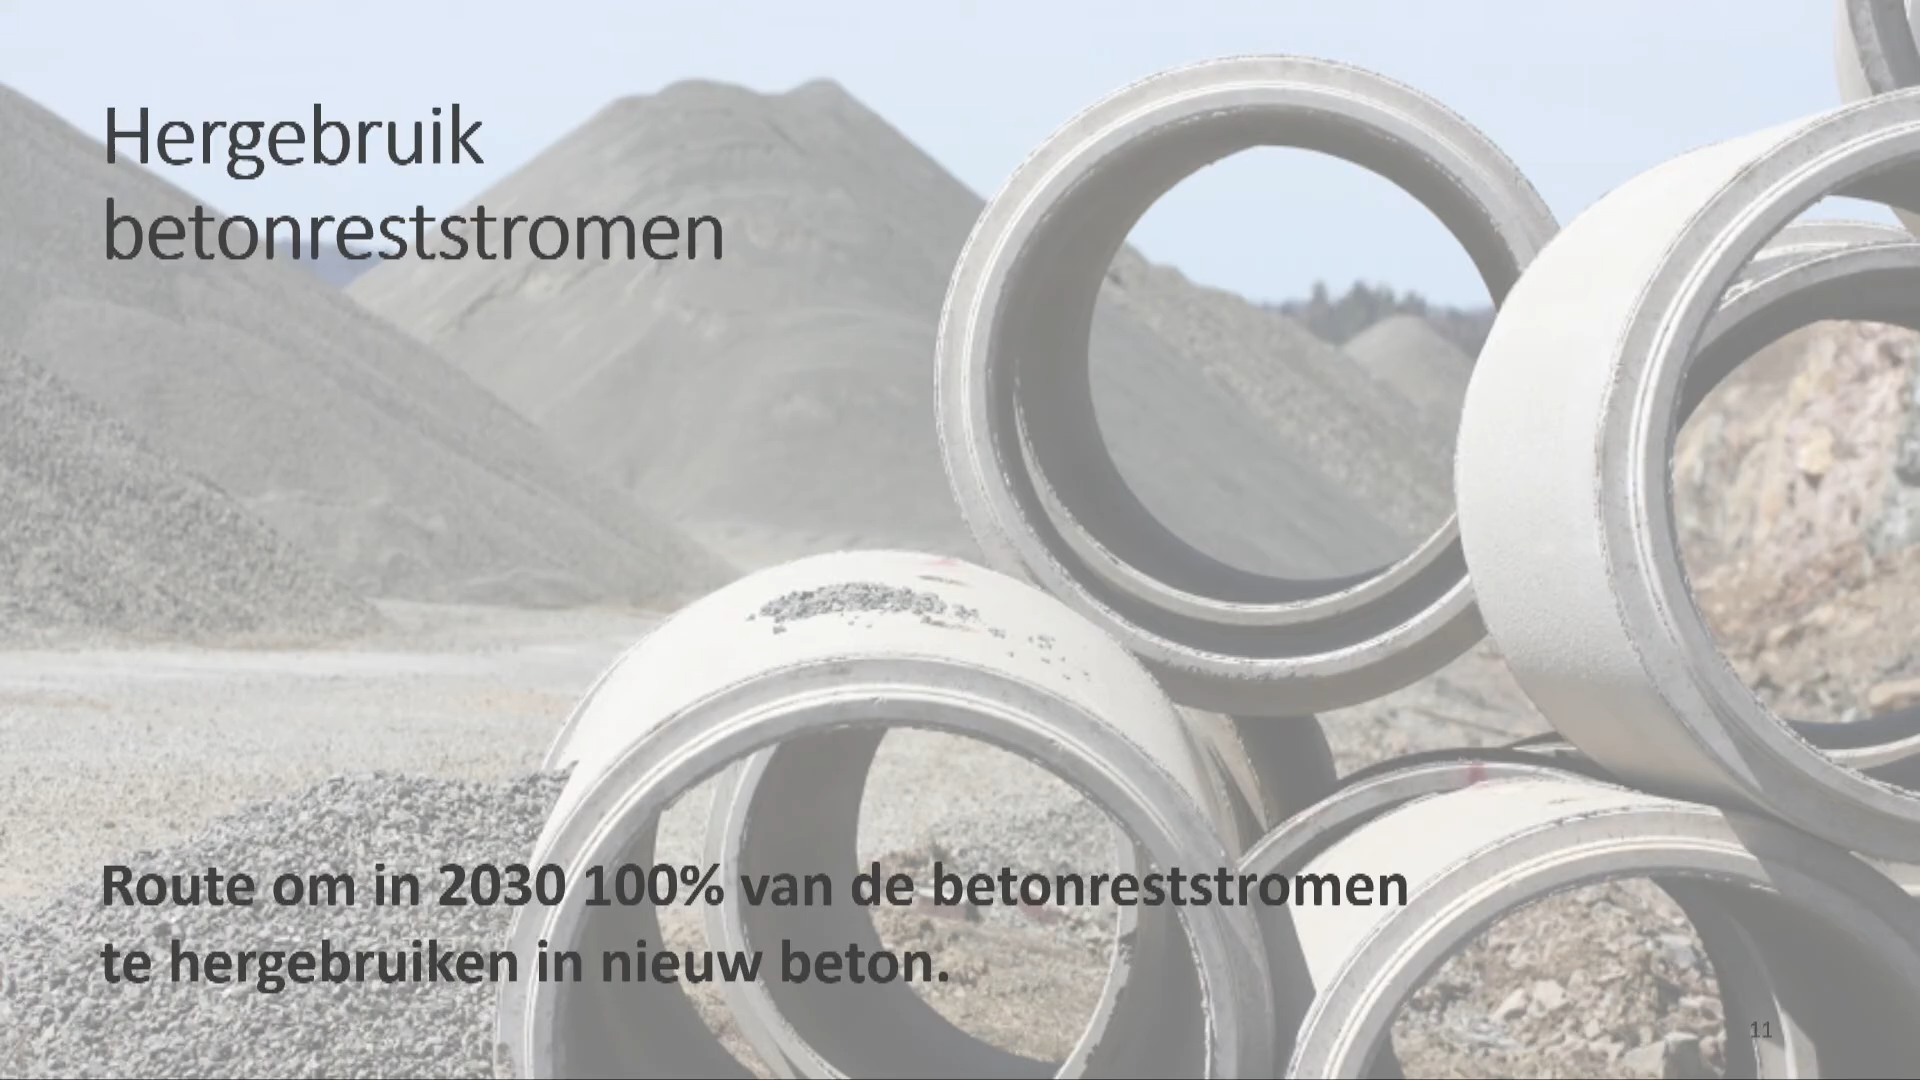 Hergebruik
betonreststromen
Route om in 2030 100% van de betonreststromen
te hergebruiken in nieuw beton.
11